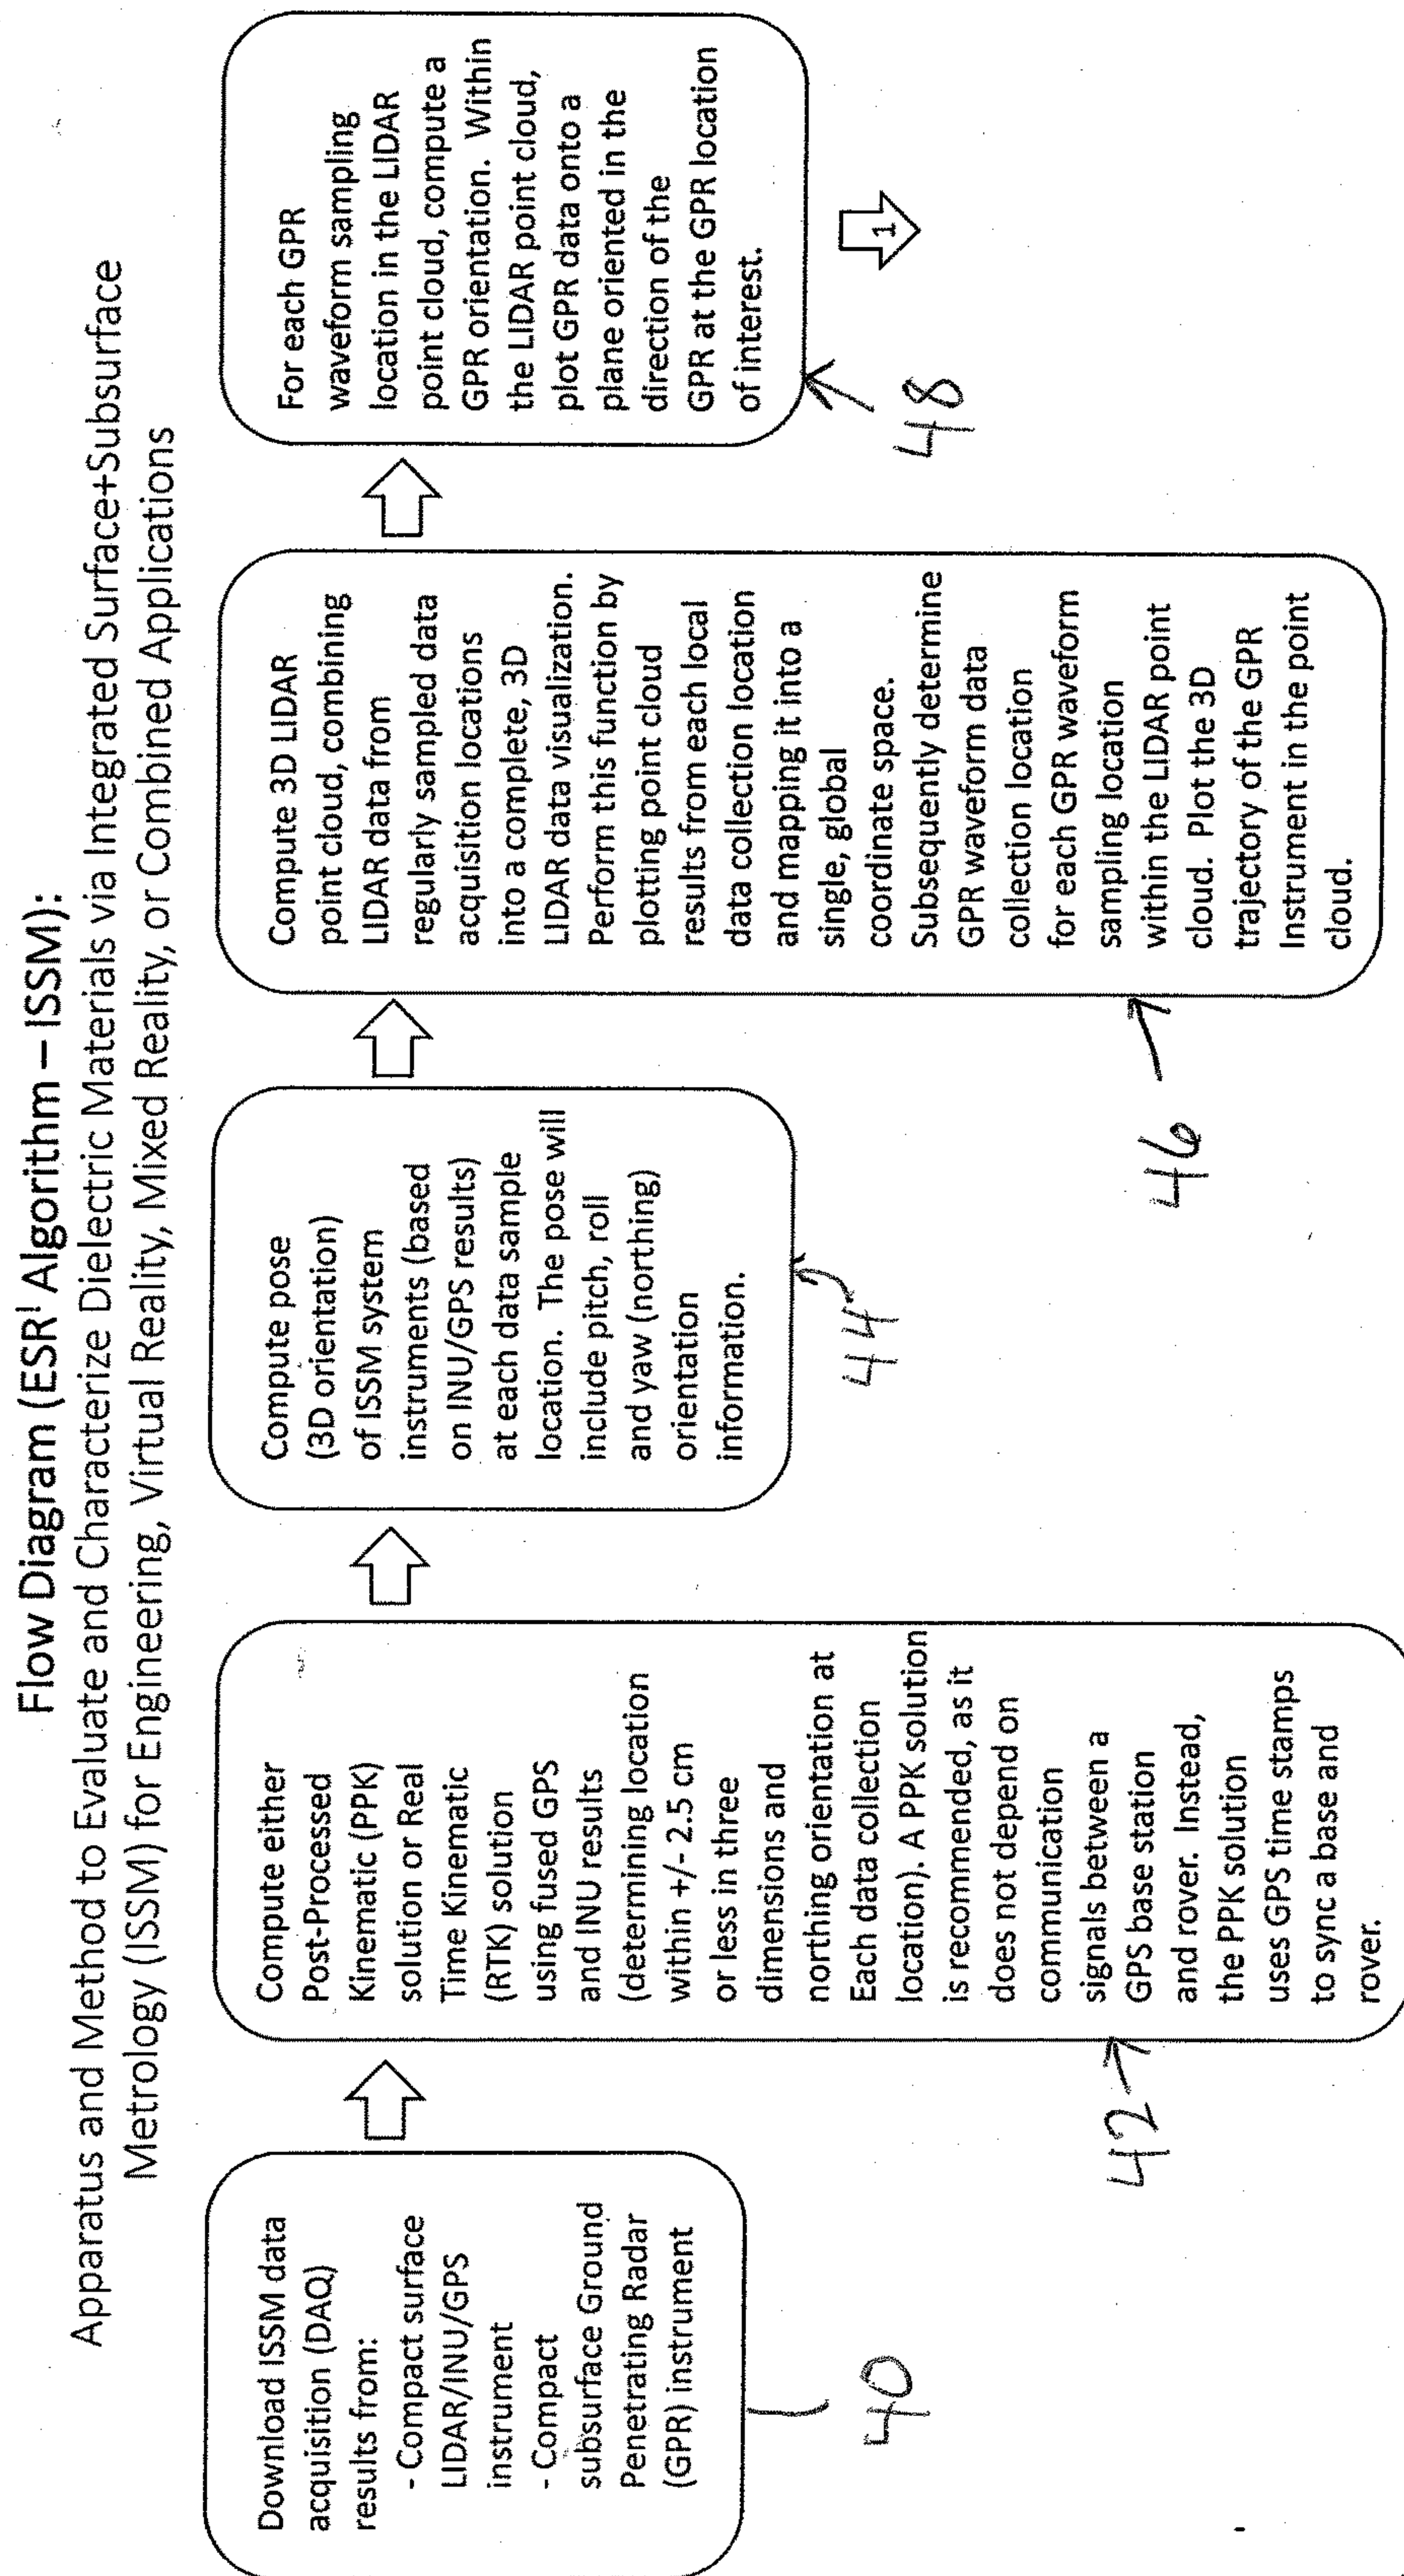 Flow Diagram (ESRᴵ Algorithm – ISSM):
Apparatus and Method to Evaluate and Characterize Dielectric Materials via Integrated Surface+Subsurface
Metrology (ISSM) for Engineering, Virtual Reality, Mixed Reality, or Combined Applications
Download ISSM data
acquisition (DAQ)
results from:
- Compact surface
LIDAR/INU/GPS
instrument
- Compact
subsurface Ground
Penetrating Radar
(GPR) instrument
40
Compute either
Post-Processed
Kinematic (PPK)
solution or Real
Time Kinematic
(RTK) solution
using fused GPS
and INU results
(determining location
within +/- 2.5 cm
or less in three
dimensions and
northing orientation at
Each data collection
location). A PPK solution
is recommended, as it
does not depend on
communication
signals between a
GPS base station
and rover. Instead,
the PPK solution
uses GPS time stamps
to sync a base and
rover.
42
Compute pose
(3D orientation)
of ISSM system
instruments (based
on INU/GPS results)
at each data sample
location. The pose will
include pitch, roll
and yaw (northing)
orientation
information.
44
Compute 3D LIDAR
point cloud, combining
LIDAR data from
regularly sampled data
acquisition locations
into a complete, 3D
LIDAR data visualization.
Perform this function by
plotting point cloud
results from each local
data collection location
and mapping it into a
single, global
coordinate space.
Subsequently determine
GPR waveform data
collection location
for each GPR waveform
sampling location
within the LIDAR point
cloud. Plot the 3D
trajectory of the GPR
Instrument in the point
cloud.
46
For each GPR
waveform sampling
location in the LIDAR
point cloud, compute a
GPR orientation. Within
the LIDAR point cloud,
plot GPR data onto a
plane oriented in the
direction of the
GPR at the GPR location
of interest.
48
1